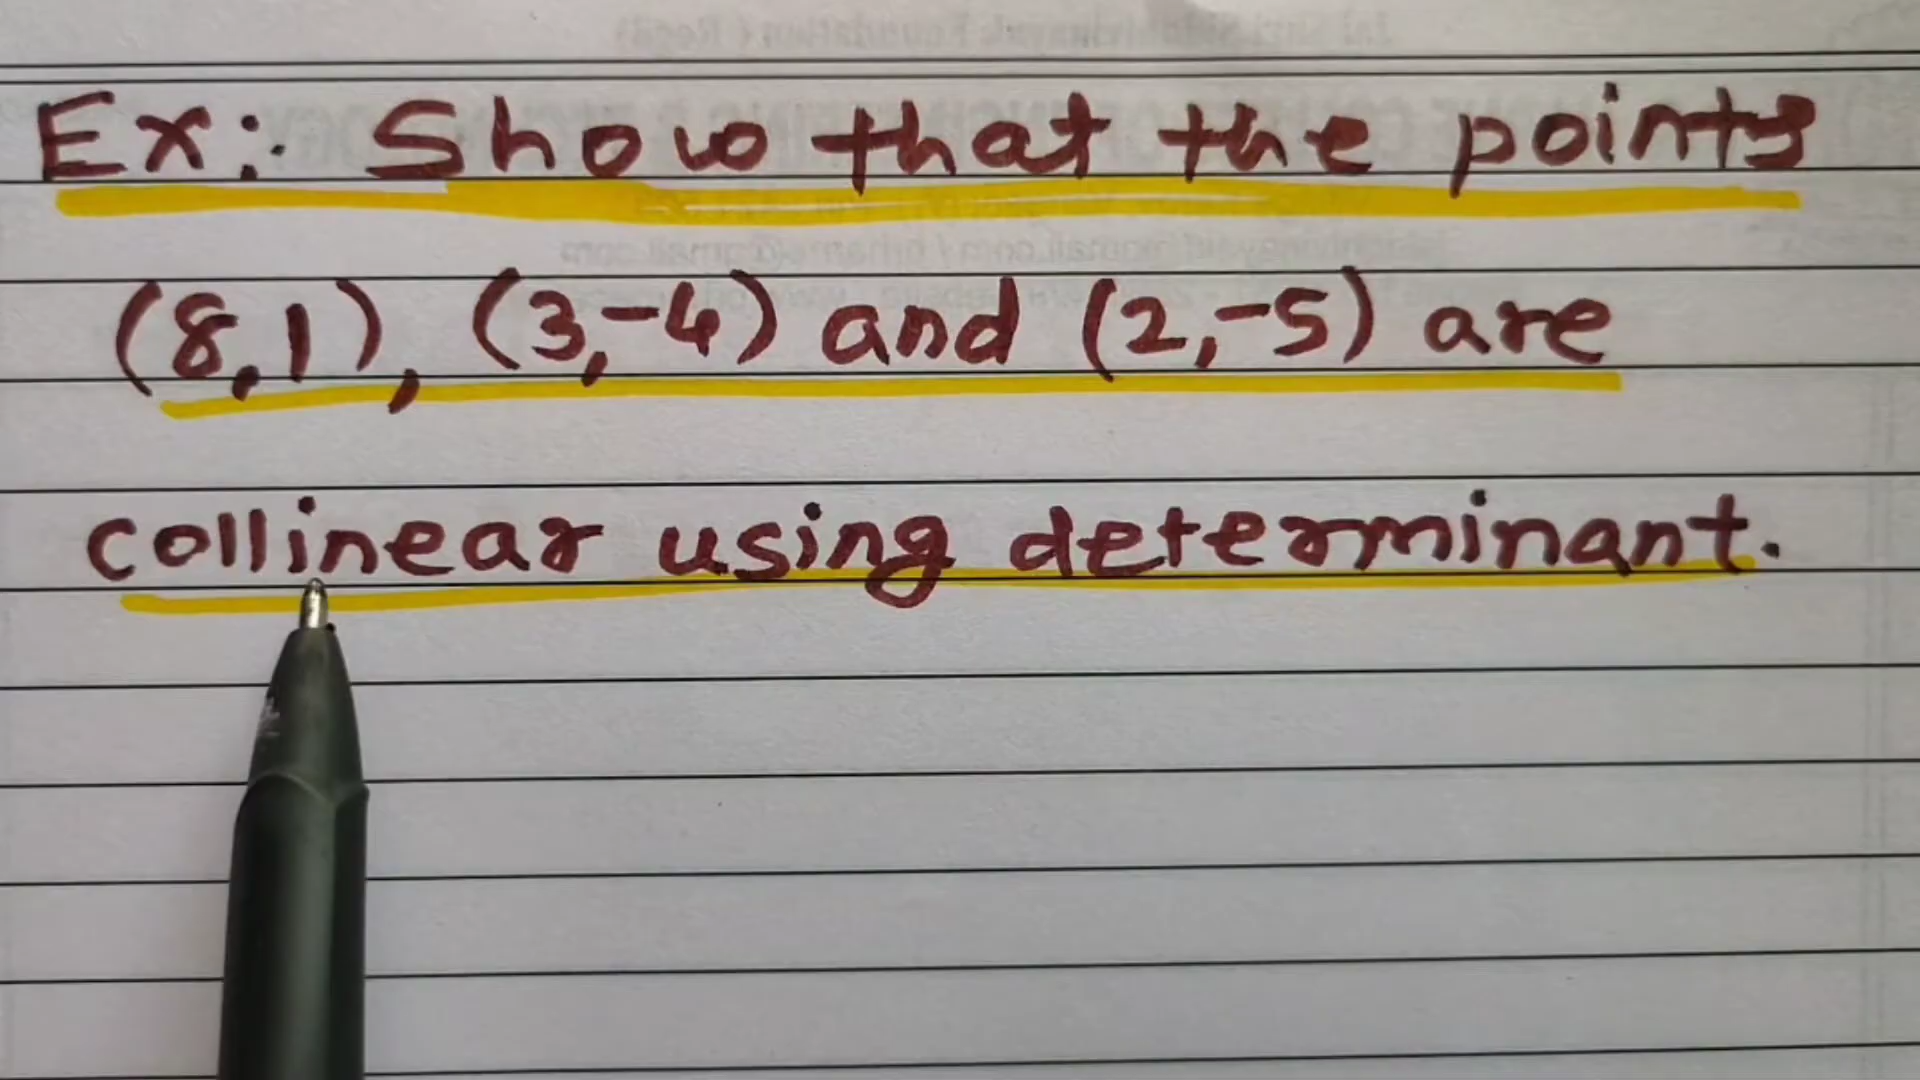 Ex:. Show that the points
(8,1), (3,-4) and (2,-5) are
collinear using determinant.